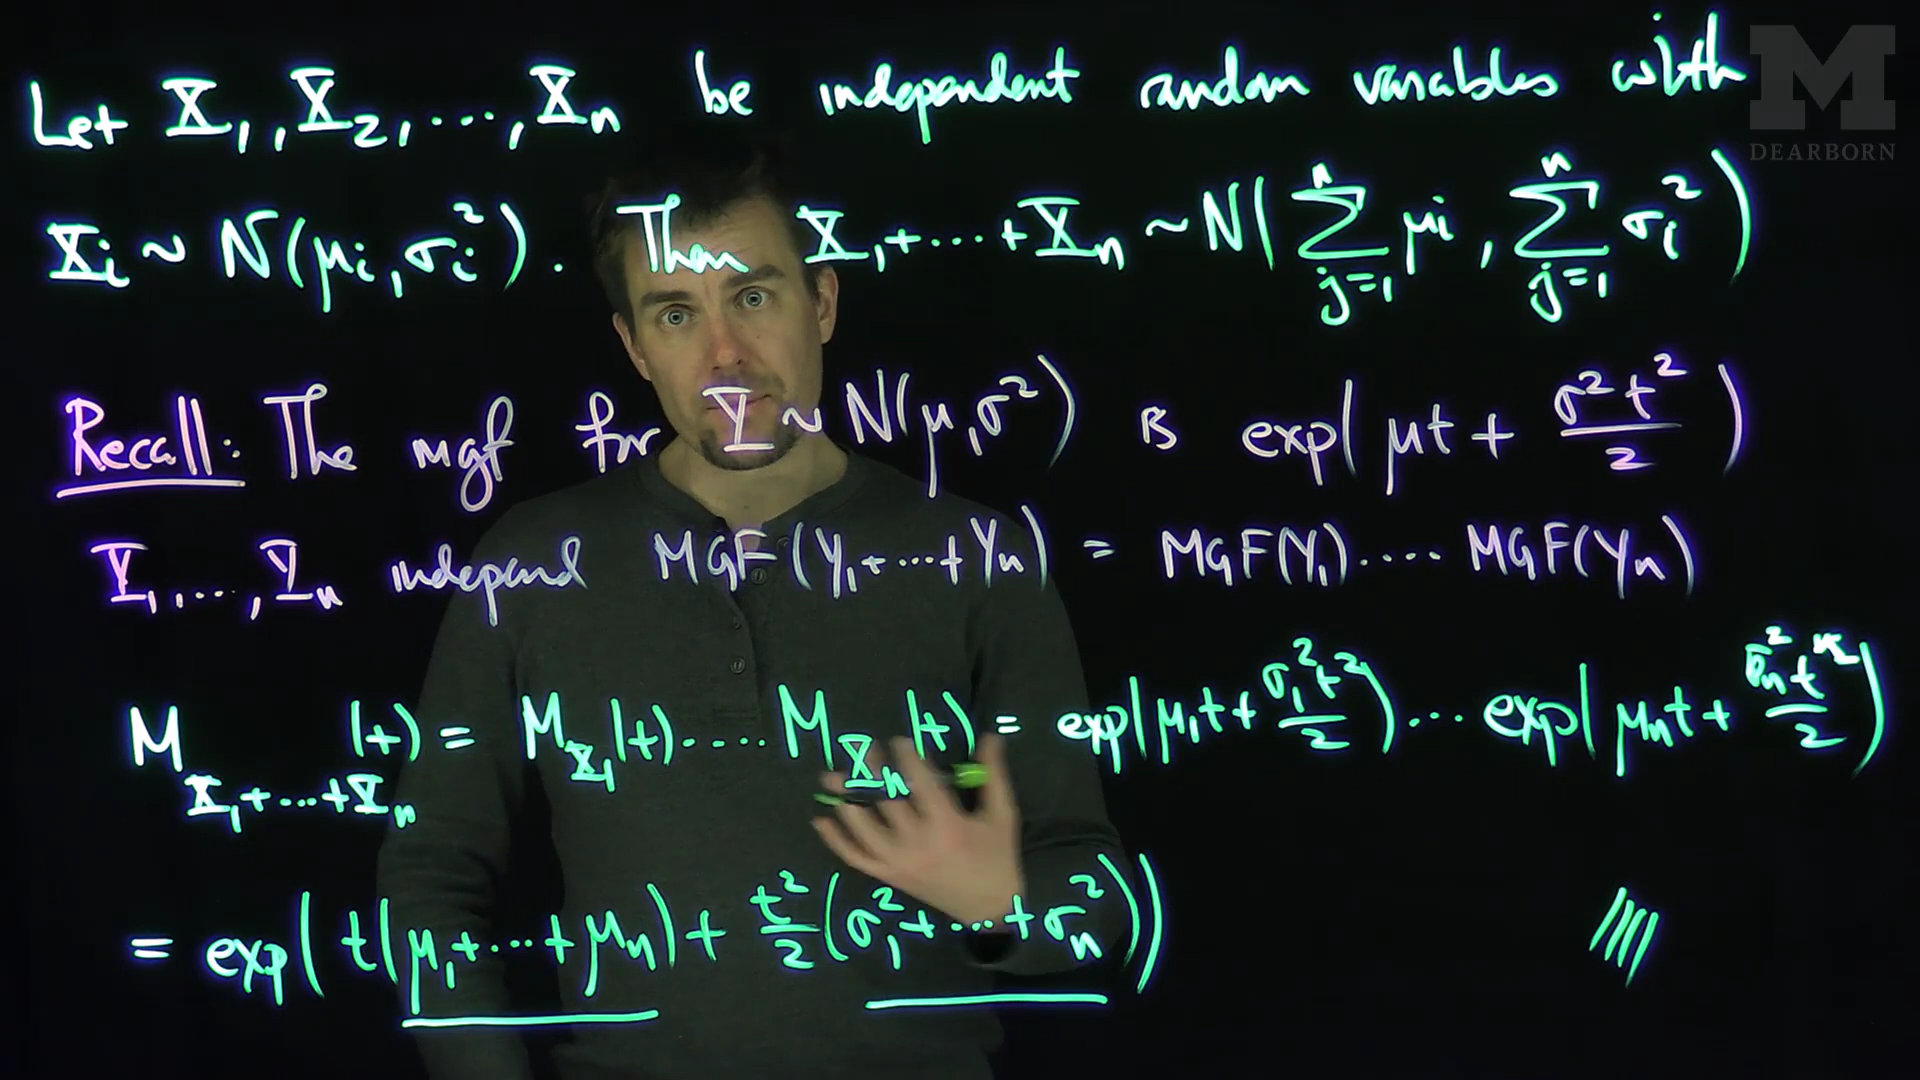 Let X₁, X₂, ..., Xₙ be independent random variables with
Xᵢ ~ N(μᵢ, σᵢ²). Then X₁+...+Xₙ ~ N(∑ⁿⱼ₌₁ μᵢ, ∑ⁿⱼ₌₁ σᵢ²)
Recall: The mgf for Y ~ N(μ, σ²) is exp(μt + σ²t²/2)
Y₁, ..., Yₙ independ MGF(Y₁+...+Yₙ) = MGF(Y₁)···· MGF(Yₙ)
M_{X₁+...+Xₙ}(t) = M_{X₁}(t)····M_{Xₙ}(t) = exp(μ₁t + σ₁²t²/2)··· exp(μₙt + σₙ²t²/2)
= exp(t(μ₁+···+μₙ) + t²/2(σ₁²+···+σₙ²))
M
DEARBORN